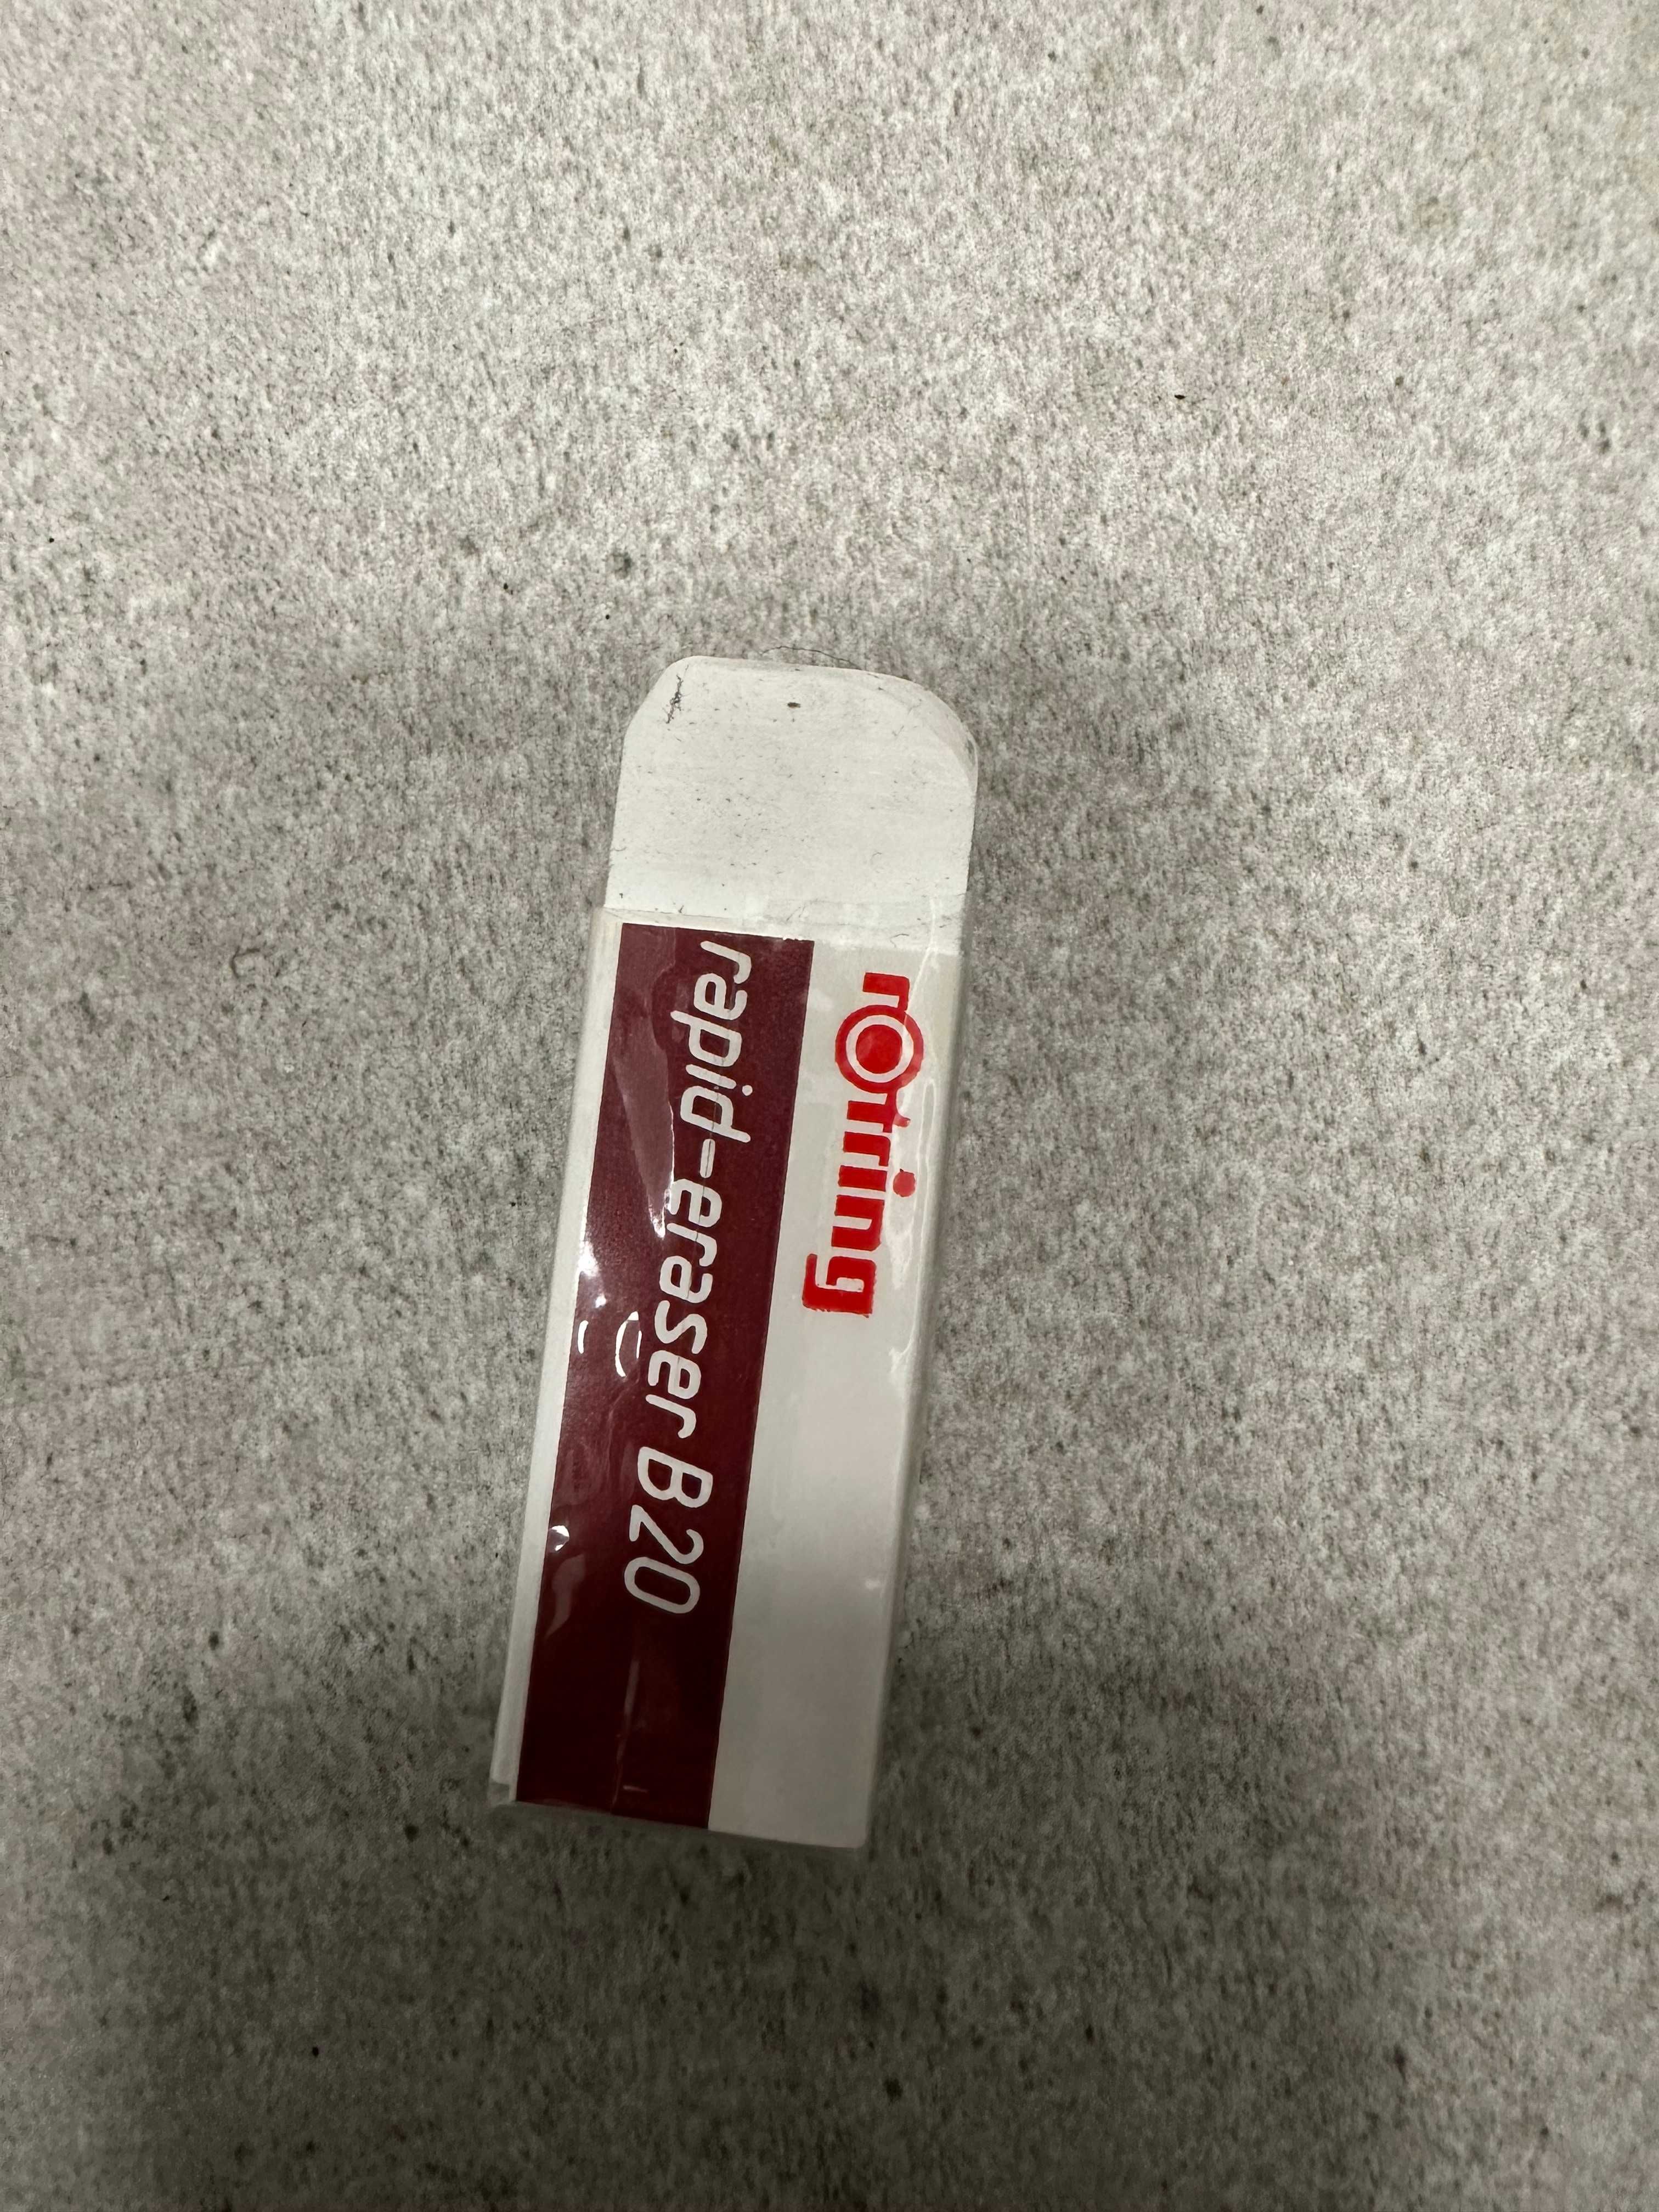 rotring
rapid-eraser B20